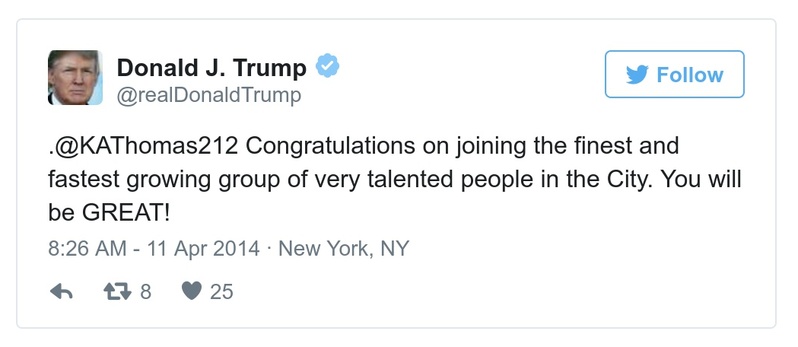 Donald J. Trump
@realDonaldTrump
Follow
.@KAThomas212 Congratulations on joining the finest and
fastest growing group of very talented people in the City. You will
be GREAT!
8:26 AM - 11 Apr 2014 · New York, NY
8 25